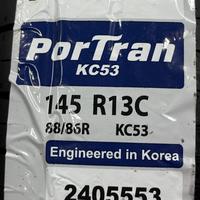 PorTran
KC53
145 R13C
88/86R KC53
Engineered in Korea
2405553